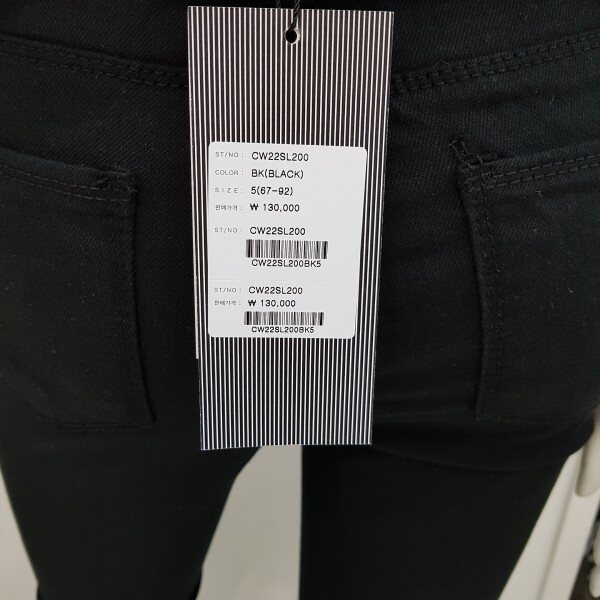 ST/NO : CW22SL200
COLOR : BK(BLACK)
SIZE : 5(67-92)
판매가격 : ₩ 130,000
ST/NO : CW22SL200
CW22SL200BK5
ST/NO : CW22SL200
판매가격 : ₩ 130,000
CW22SL200BK5